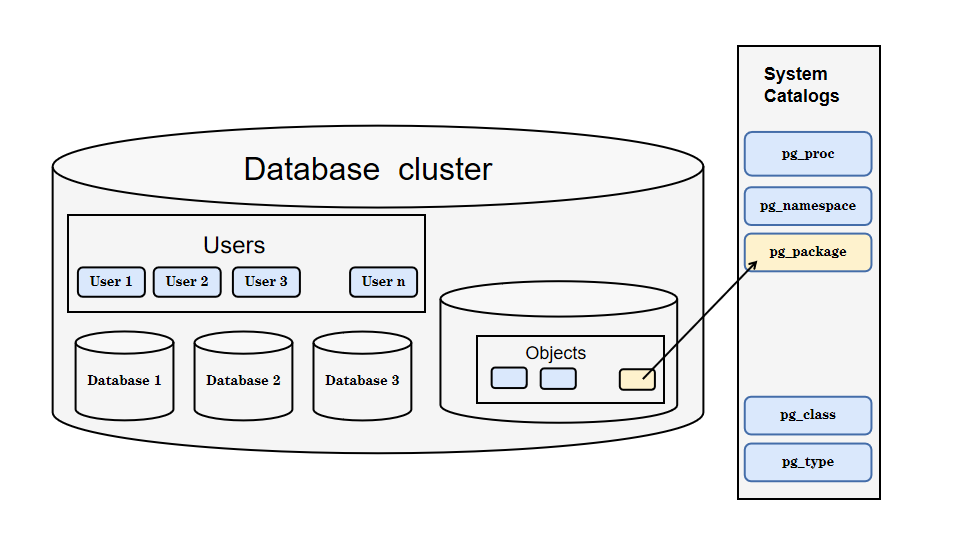 Database cluster
Users
User 1
User 2
User 3
User n
Database 1
Database 2
Database 3
Objects
System
Catalogs
pg_proc
pg_namespace
pg_package
pg_class
pg_type